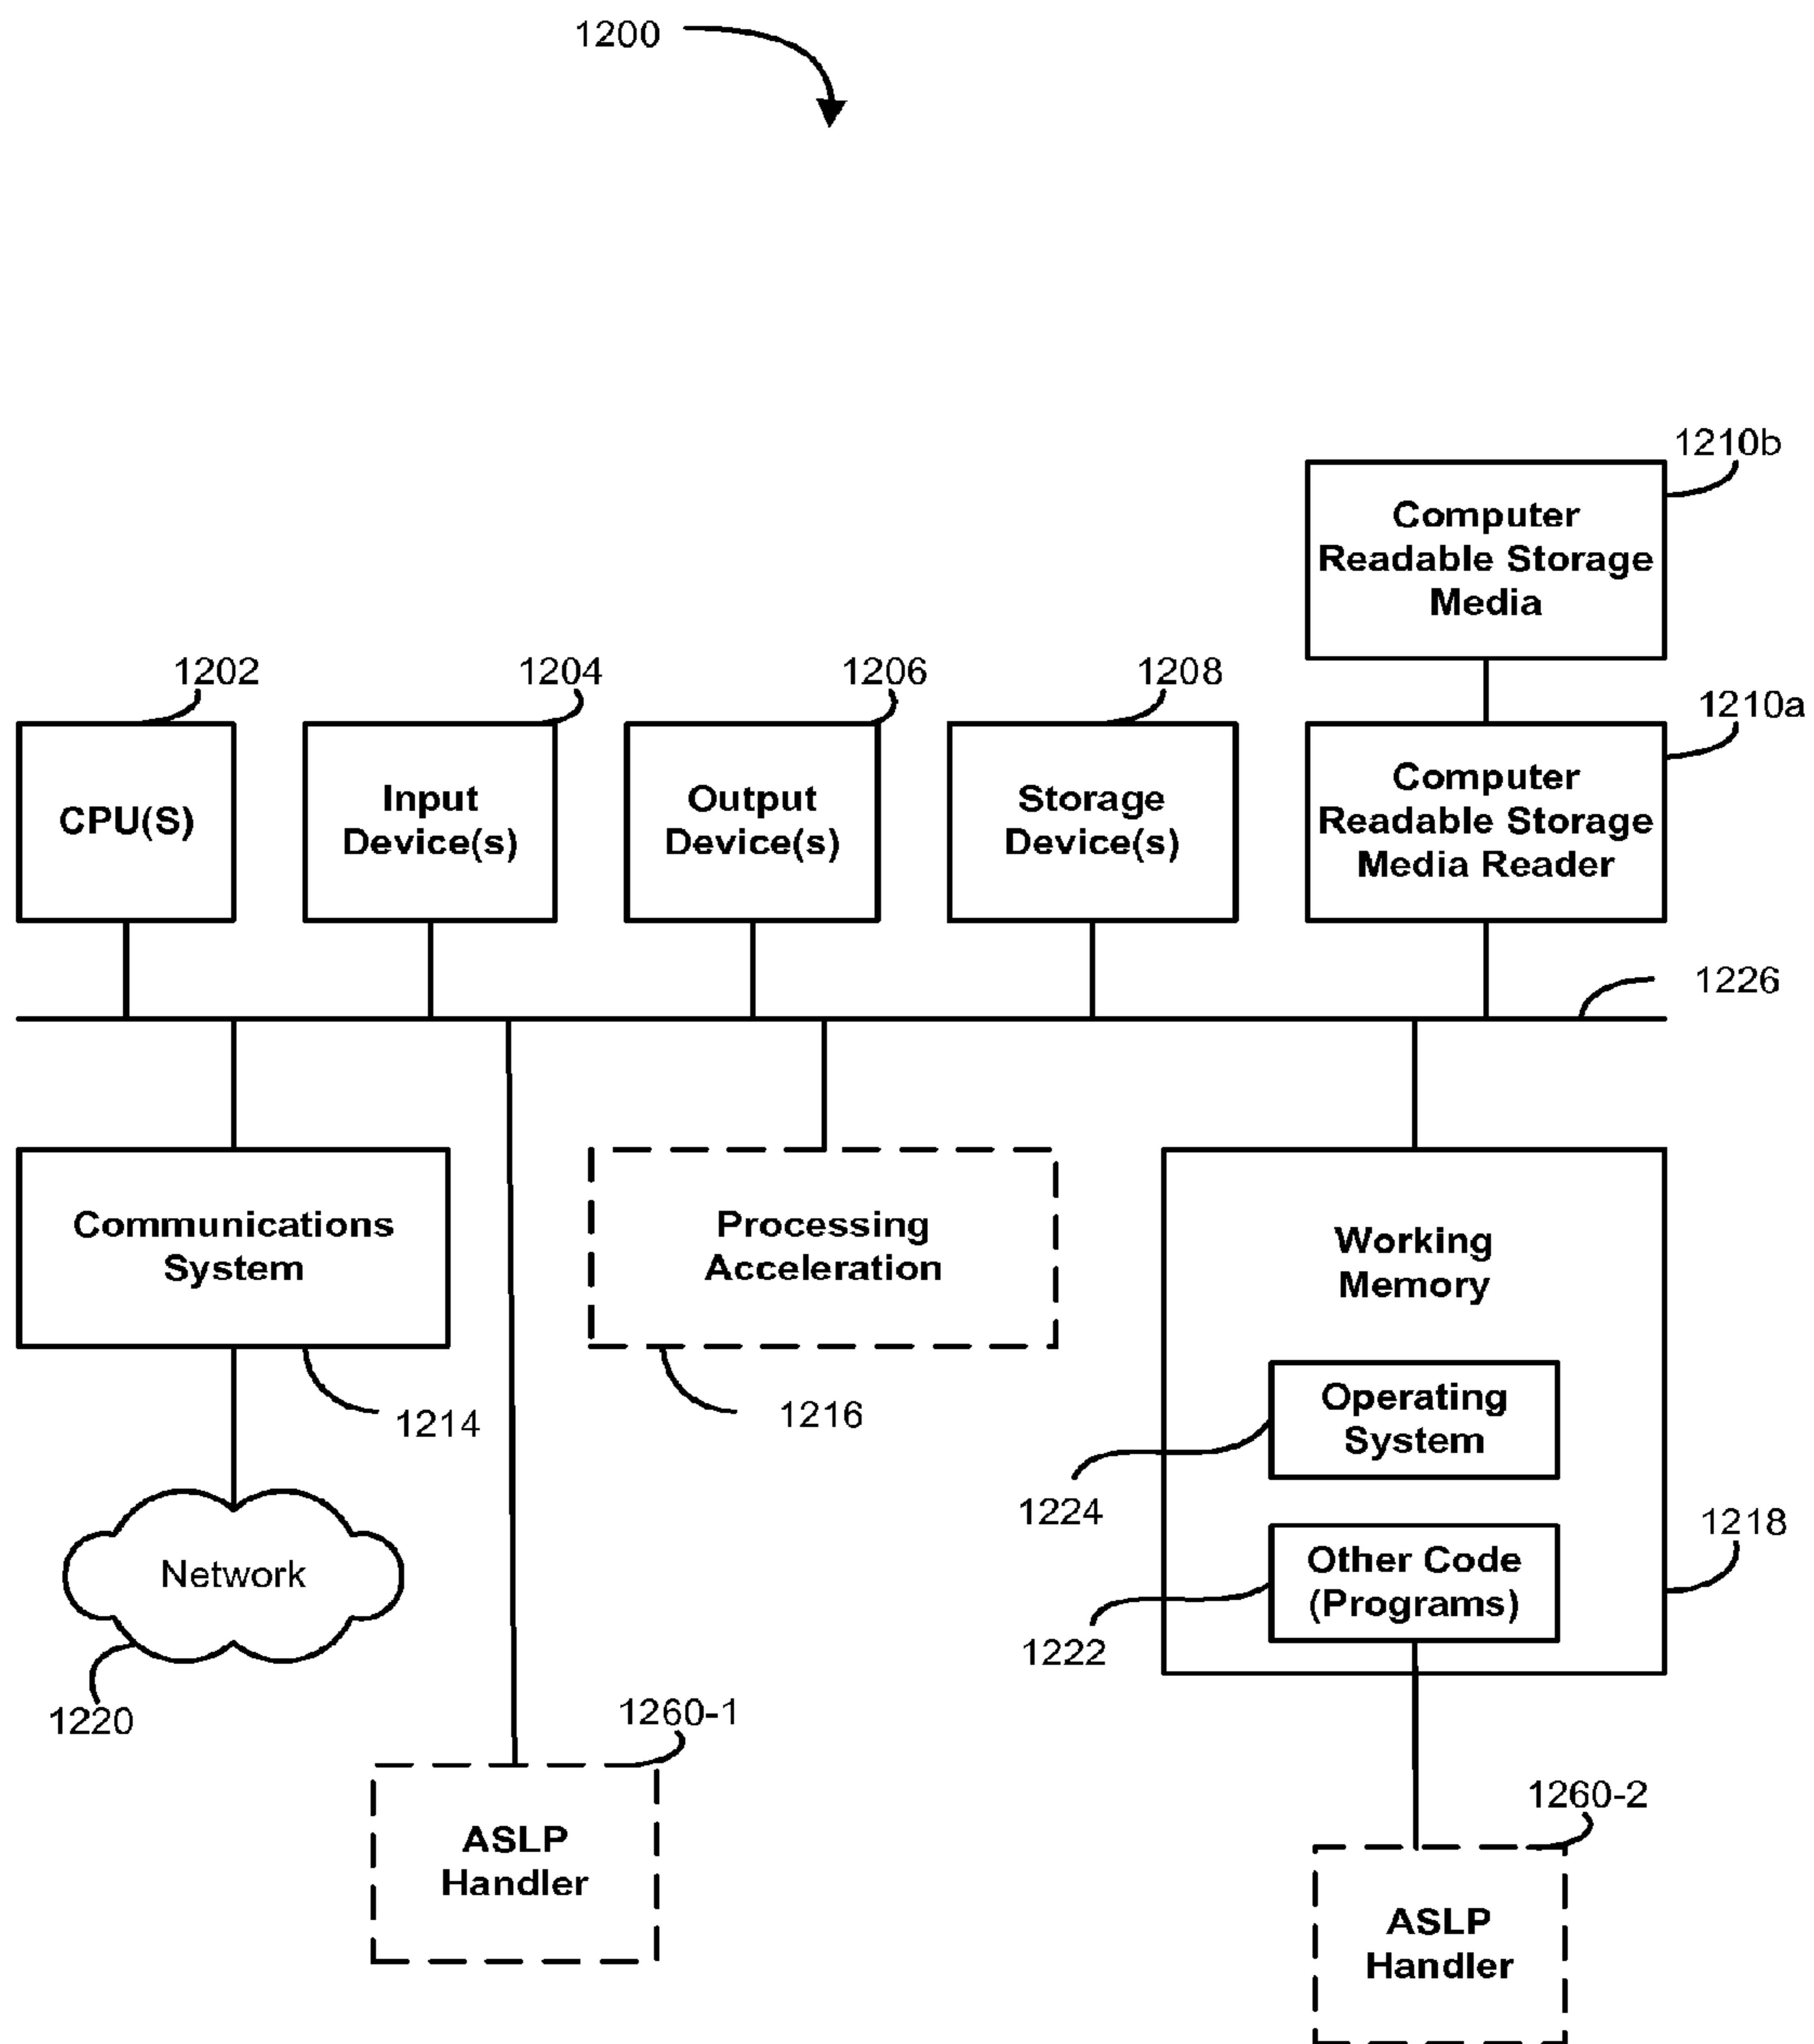 1200
1210b
Computer
Readable Storage
Media
1202
1204
1206
1208
1210a
CPU(S)
Input
Device(s)
Output
Device(s)
Storage
Device(s)
Computer
Readable Storage
Media Reader
1226
Communications
System
Processing
Acceleration
Working
Memory
1214
1216
Operating
System
1224
1218
Network
Other Code
(Programs)
1222
1220
1260-1
ASLP
Handler
1260-2
ASLP
Handler